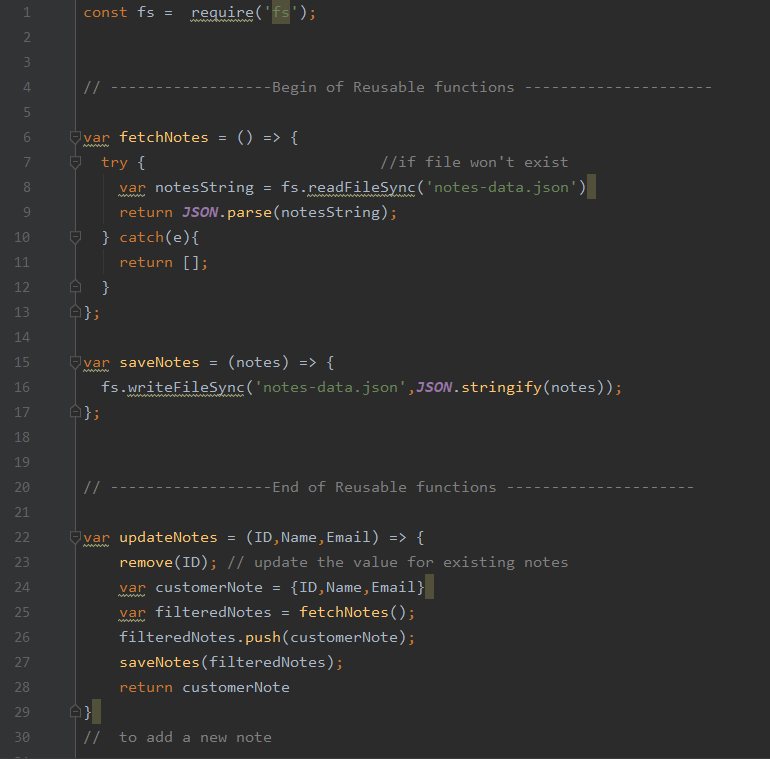 1 const fs =  require('fs');
2
3
4 // ------------------Begin of Reusable functions ---------------------
5
6 var fetchNotes = () => {
7   try {                          //if file won't exist
8     var notesString = fs.readFileSync('notes-data.json')
9     return JSON.parse(notesString);
10   } catch(e){
11     return [];
12   }
13 };
14
15 var saveNotes = (notes) => {
16   fs.writeFileSync('notes-data.json',JSON.stringify(notes));
17 };
18
19
20 // ------------------End of Reusable functions ---------------------
21
22 var updateNotes = (ID,Name,Email) => {
23     remove(ID); // update the value for existing notes
24     var customerNote = {ID,Name,Email}
25     var filteredNotes = fetchNotes();
26     filteredNotes.push(customerNote);
27     saveNotes(filteredNotes);
28     return customerNote
29 }
30 //  to add a new note